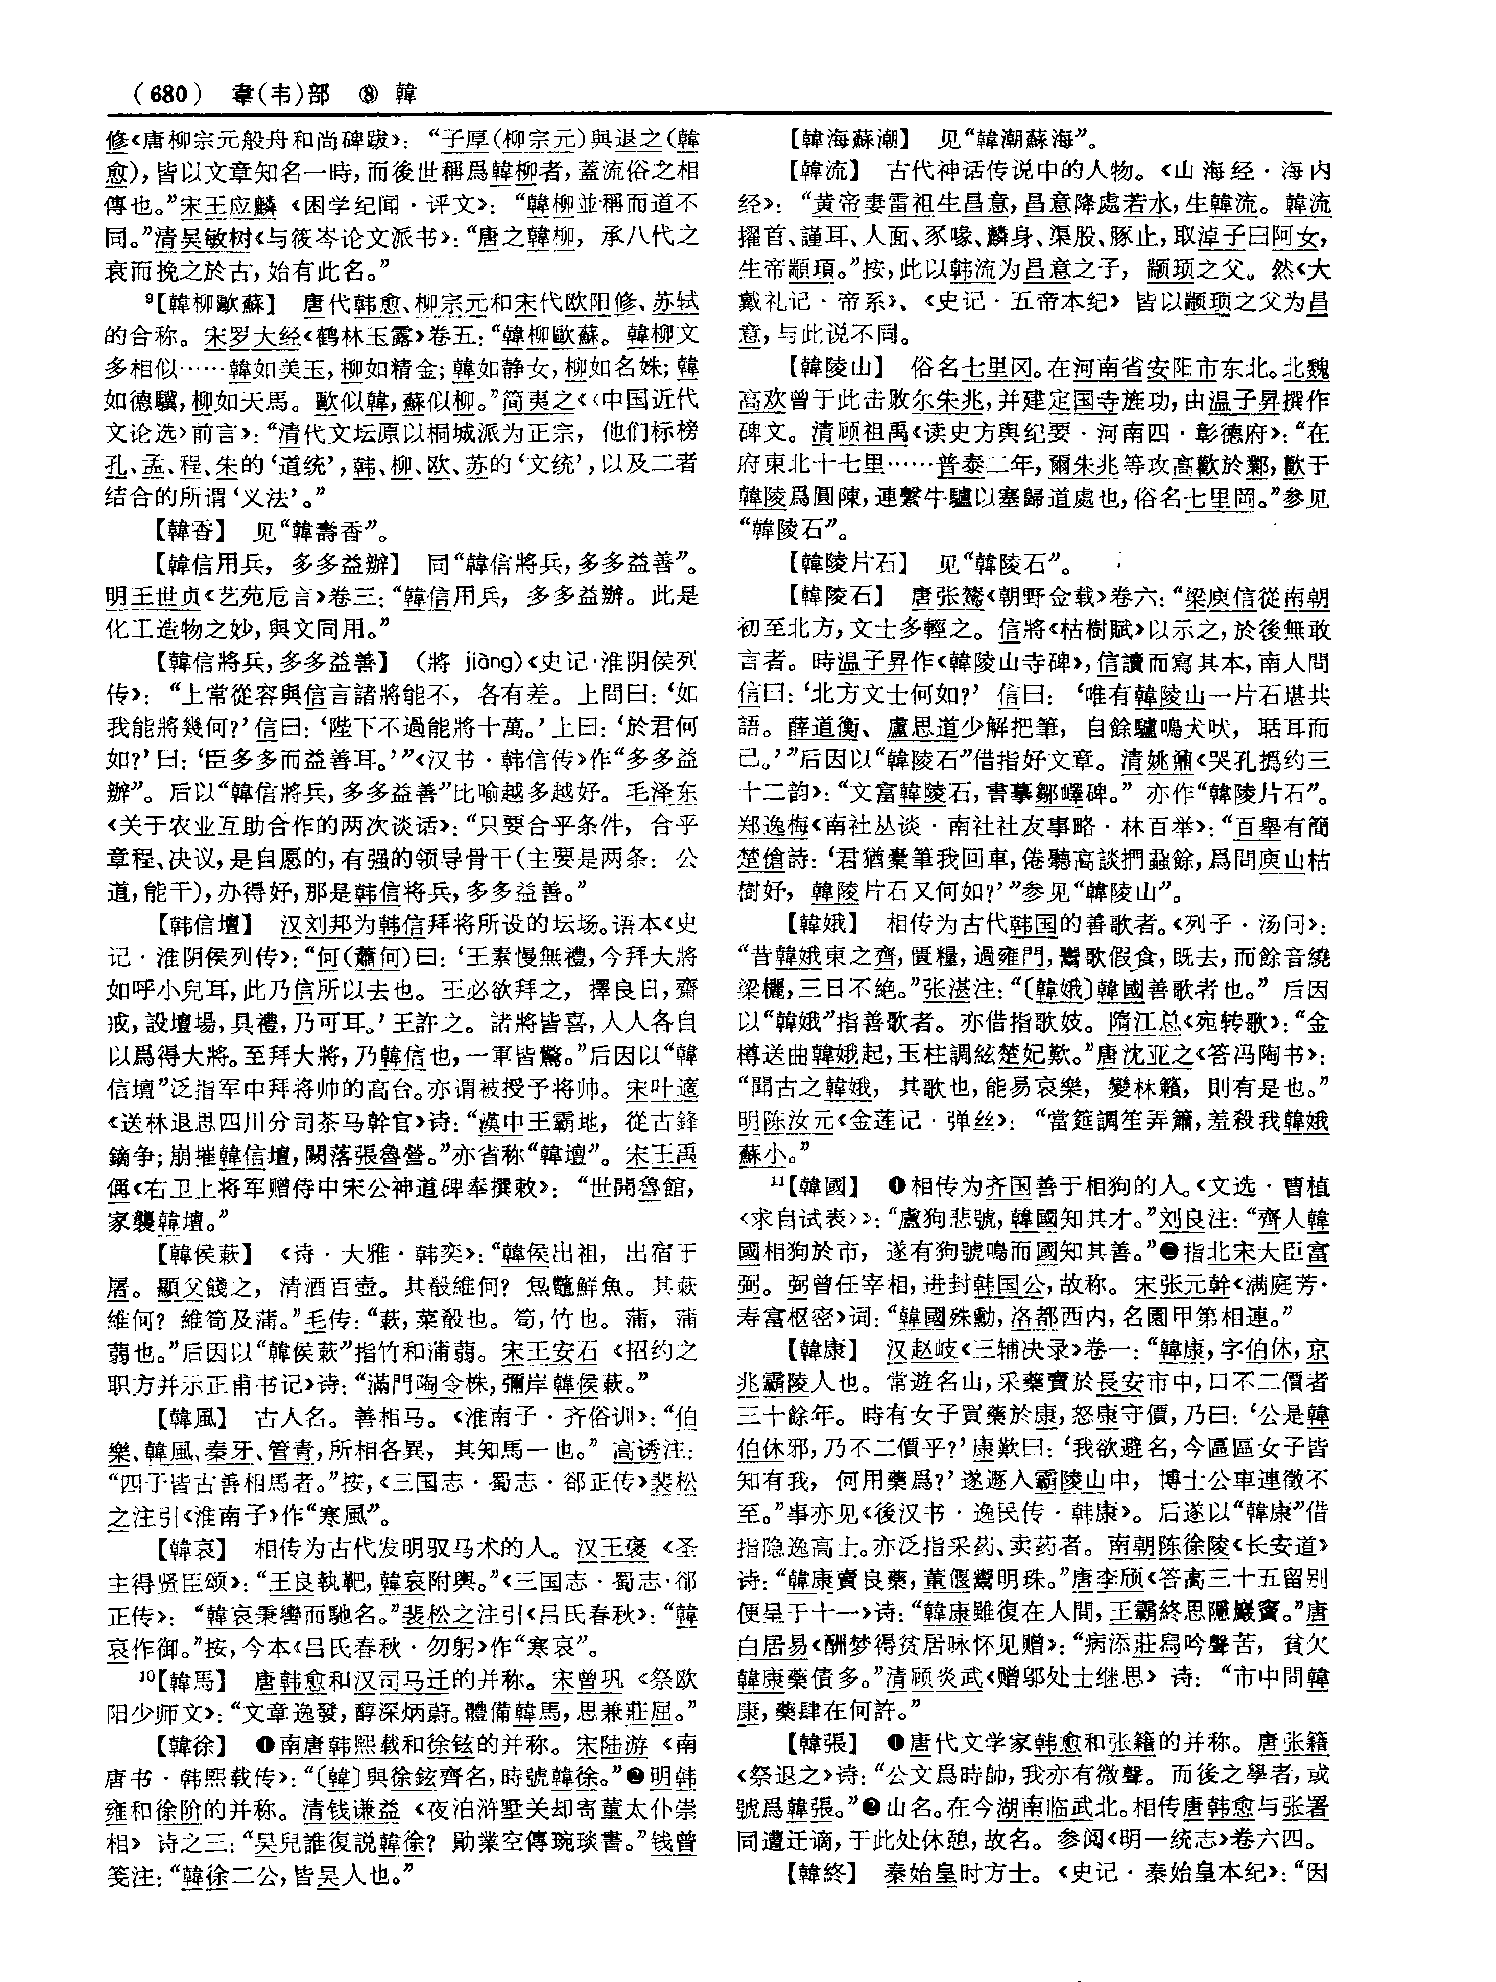 （680） 韋(韦)部 ⑧ 韓
修《唐柳宗元般舟和尚碑跋》：“子厚(柳宗元)與退之(韓
愈)，皆以文章知名一時，而後世稱爲韓柳者，蓋流俗之相
傳也。”宋王应麟《困学纪闻·评文》：“韓柳並稱而道不
同。”清吴敏树《与筱岑论文派书》：“唐之韓柳，承八代之
衰而挽之於古，始有此名。”
⁹【韓柳歐蘇】 唐代韩愈、柳宗元和宋代欧阳修、苏轼
的合称。宋罗大经《鹤林玉露》卷五：“韓柳歐蘇。韓柳文
多相似……韓如美玉，柳如精金；韓如静女，柳如名姝；韓
如德驥，柳如天馬。歐似韓，蘇似柳。”简夷之《〈中国近代
文论选〉前言》：“清代文坛原以桐城派为正宗，他们标榜
孔、孟、程、朱的‘道统’，韩、柳、欧、苏的‘文统’，以及二者
结合的所谓‘义法’。”
【韓香】 见“韓壽香”。
【韓信用兵，多多益辦】 同“韓信將兵，多多益善”。
明王世贞《艺苑卮言》卷三：“韓信用兵，多多益辦。此是
化工造物之妙，與文同用。”
【韓信將兵，多多益善】 (將 jiàng)《史记·淮阴侯列
传》：“上常從容與信言諸將能不，各有差。上問曰：‘如
我能將幾何？’信曰：‘陛下不過能將十萬。’上曰：‘於君何
如？’曰：‘臣多多而益善耳。’”《汉书·韩信传》作“多多益
辦”。后以“韓信將兵，多多益善”比喻越多越好。毛泽东
《关于农业互助合作的两次谈话》：“只要合乎条件，合乎
章程、决议，是自愿的，有强的领导骨干(主要是两条：公
道，能干)，办得好，那是韩信将兵，多多益善。”
【韩信壇】 汉刘邦为韩信拜将所设的坛场。语本《史
记·淮阴侯列传》：“何(蕭何)曰：‘王素慢無禮，今拜大將
如呼小兒耳，此乃信所以去也。王必欲拜之，擇良日，齋
戒，設壇場，具禮，乃可耳。’王許之。諸將皆喜，人人各自
以爲得大將。至拜大將，乃韓信也，一軍皆驚。”后因以“韓
信壇”泛指军中拜将帅的高台。亦谓被授予将帅。宋叶適
《送林退思四川分司茶马幹官》诗：“漢中王霸地，從古鋒
鏑争；崩摧韓信壇，闕落張魯營。”亦省称“韓壇”。宋王禹
偁《右卫上将军赠侍中宋公神道碑奉撰敕》：“世開魯館，
家襲韓壇。”
【韓侯蔌】 《诗·大雅·韩奕》：“韓侯出祖，出宿于
屠。顯父餞之，清酒百壺。其殽維何？炰鼈鮮魚。其蔌
維何？維筍及蒲。”毛传：“蔌，菜殽也。筍，竹也。蒲，蒲
蒻也。”后因以“韓侯蔌”指竹和蒲蒻。宋王安石《招约之
职方并示正甫书记》诗：“滿門陶令株，彌岸韓侯蔌。”
【韓風】 古人名。善相马。《淮南子·齐俗训》：“伯
樂、韓風、秦牙、管青，所相各異，其知馬一也。”高诱注：
“四子皆古善相馬者。”按，《三国志·蜀志·郤正传》裴松
之注引《淮南子》作“寒風”。
【韓哀】 相传为古代发明驭马术的人。汉王褒《圣
主得贤臣颂》：“王良執靶，韓哀附輿。”《三国志·蜀志·郤
正传》：“韓哀秉轡而馳名。”裴松之注引《吕氏春秋》：“韓
哀作御。”按，今本《吕氏春秋·勿躬》作“寒哀”。
¹⁰【韓馬】 唐韩愈和汉司马迁的并称。宋曾巩《祭欧
阳少师文》：“文章逸發，醇深炳蔚。體備韓馬，思兼莊屈。”
【韓徐】 ❶南唐韩熙载和徐铉的并称。宋陆游《南
唐书·韩熙载传》：“〔韓〕與徐鉉齊名，時號韓徐。”❷明韩
雍和徐阶的并称。清钱谦益《夜泊浒墅关却寄董太仆崇
相》诗之三：“吴兒誰復説韓徐？勛業空傳琬琰書。”钱曾
笺注：“韓徐二公，皆吴人也。”
【韓海蘇潮】 见“韓潮蘇海”。
【韓流】 古代神话传说中的人物。《山海经·海内
经》：“黄帝妻雷祖生昌意，昌意降處若水，生韓流。韓流
擢首、謹耳、人面、豕喙、麟身、渠股、豚止，取淖子曰阿女，
生帝顓頊。”按，此以韩流为昌意之子，颛顼之父。然《大
戴礼记·帝系》、《史记·五帝本纪》皆以颛顼之父为昌
意，与此说不同。
【韓陵山】 俗名七里冈。在河南省安阳市东北。北魏
高欢曾于此击败尔朱兆，并建定国寺旌功，由温子昇撰作
碑文。清顾祖禹《读史方舆纪要·河南四·彰德府》：“在
府東北十七里……普泰二年，爾朱兆等攻高歡於鄴，歡于
韓陵爲圓陳，連繫牛驢以塞歸道處也，俗名七里岡。”参见
“韓陵石”。
【韓陵片石】 见“韓陵石”。
【韓陵石】 唐张鷟《朝野佥载》卷六：“梁庾信從南朝
初至北方，文士多輕之。信將《枯樹賦》以示之，於後無敢
言者。時温子昇作《韓陵山寺碑》，信讀而寫其本，南人問
信曰：‘北方文士何如？’信曰：‘唯有韓陵山一片石堪共
語。薛道衡、盧思道少解把筆，自餘驢鳴犬吠，聒耳而
已。’”后因以“韓陵石”借指好文章。清姚鼐《哭孔撝约三
十二韵》：“文富韓陵石，書摹鄒嶧碑。”亦作“韓陵片石”。
郑逸梅《南社丛谈·南社社友事略·林百举》：“百舉有簡
楚傖詩：‘君猶橐筆我回車，倦聽高談捫蝨餘，爲問庾山枯
樹好，韓陵片石又何如？’”参见“韓陵山”。
【韓娥】 相传为古代韩国的善歌者。《列子·汤问》：
“昔韓娥東之齊，匱糧，過雍門，鬻歌假食，既去，而餘音繞
梁欐，三日不絶。”张湛注：“〔韓娥〕韓國善歌者也。”后因
以“韓娥”指善歌者。亦借指歌妓。隋江总《宛转歌》：“金
樽送曲韓娥起，玉柱調絃楚妃歎。”唐沈亚之《答冯陶书》：
“聞古之韓娥，其歌也，能易哀樂，變林籟，則有是也。”
明陈汝元《金莲记·弹丝》：“當筵調笙弄簫，羞殺我韓娥
蘇小。”
¹¹【韓國】 ❶相传为齐国善于相狗的人。《文选·曹植
〈求自试表〉》：“盧狗悲號，韓國知其才。”刘良注：“齊人韓
國相狗於市，遂有狗號鳴而國知其善。”❷指北宋大臣富
弼。弼曾任宰相，进封韩国公，故称。宋张元幹《满庭芳·
寿富枢密》词：“韓國殊勳，洛都西内，名園甲第相連。”
【韓康】 汉赵岐《三辅决录》卷一：“韓康，字伯休，京
兆霸陵人也。常遊名山，采藥賣於長安市中，口不二價者
三十餘年。時有女子買藥於康，怒康守價，乃曰：‘公是韓
伯休邪，乃不二價乎？’康歎曰：‘我欲避名，今區區女子皆
知有我，何用藥爲？’遂遯入霸陵山中，博士公車連徵不
至。”事亦见《後汉书·逸民传·韩康》。后遂以“韓康”借
指隐逸高士。亦泛指采药、卖药者。南朝陈徐陵《长安道》
诗：“韓康賣良藥，董偃鬻明珠。”唐李颀《答高三十五留别
便呈于十一》诗：“韓康雖復在人間，王霸終思隱巖竇。”唐
白居易《酬梦得贫居咏怀见赠》：“病添莊舄吟聲苦，貧欠
韓康藥債多。”清顾炎武《赠邬处士继思》诗：“市中問韓
康，藥肆在何許。”
【韓張】 ❶唐代文学家韩愈和张籍的并称。唐张籍
《祭退之》诗：“公文爲時帥，我亦有微聲。而後之學者，或
號爲韓張。”❷山名。在今湖南临武北。相传唐韩愈与张署
同遭迁谪，于此处休憩，故名。参阅《明一统志》卷六四。
【韓終】 秦始皇时方士。《史记·秦始皇本纪》：“因